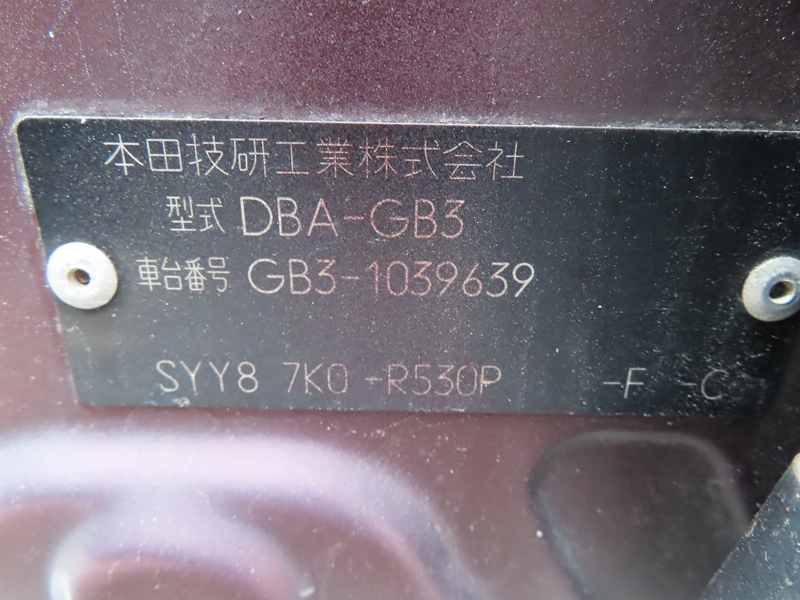 本田技研工業株式会社
型式 DBA-GB3
車台番号 GB3-1039639
SYY8 7K0 -R530P -F -C